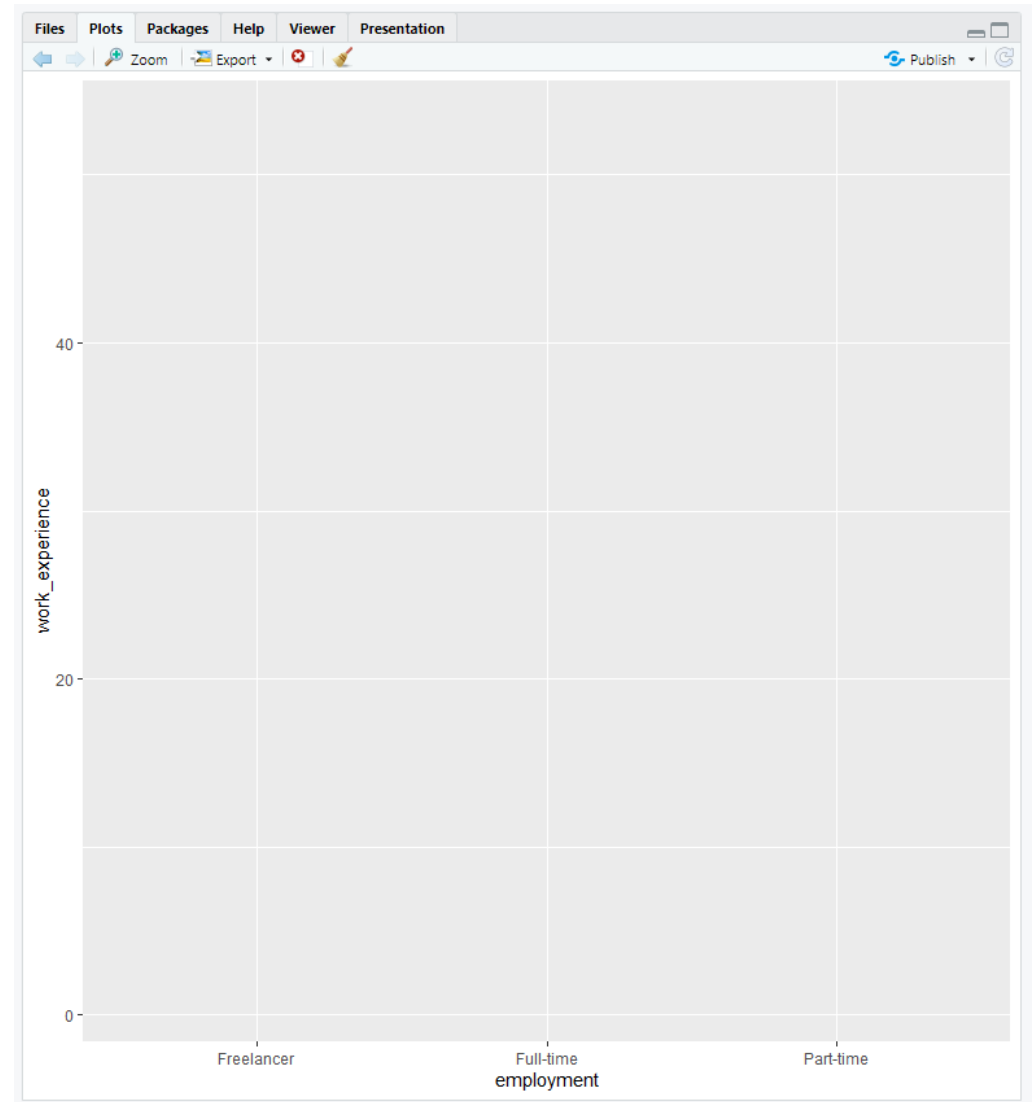 Files Plots Packages Help Viewer Presentation
Zoom Export Publish
40
work_experience
20
0
Freelancer Full-time Part-time
employment